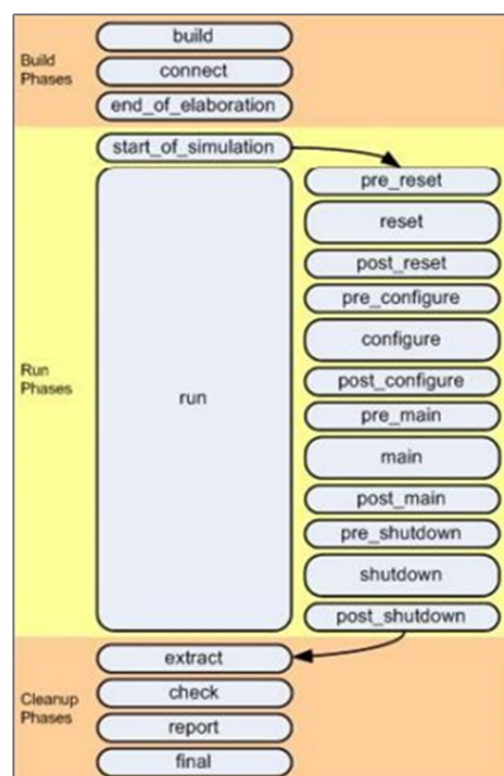 Build
Phases
build
connect
end_of_elaboration
Run
Phases
start_of_simulation
run
pre_reset
reset
post_reset
pre_configure
configure
post_configure
pre_main
main
post_main
pre_shutdown
shutdown
post_shutdown
Cleanup
Phases
extract
check
report
final